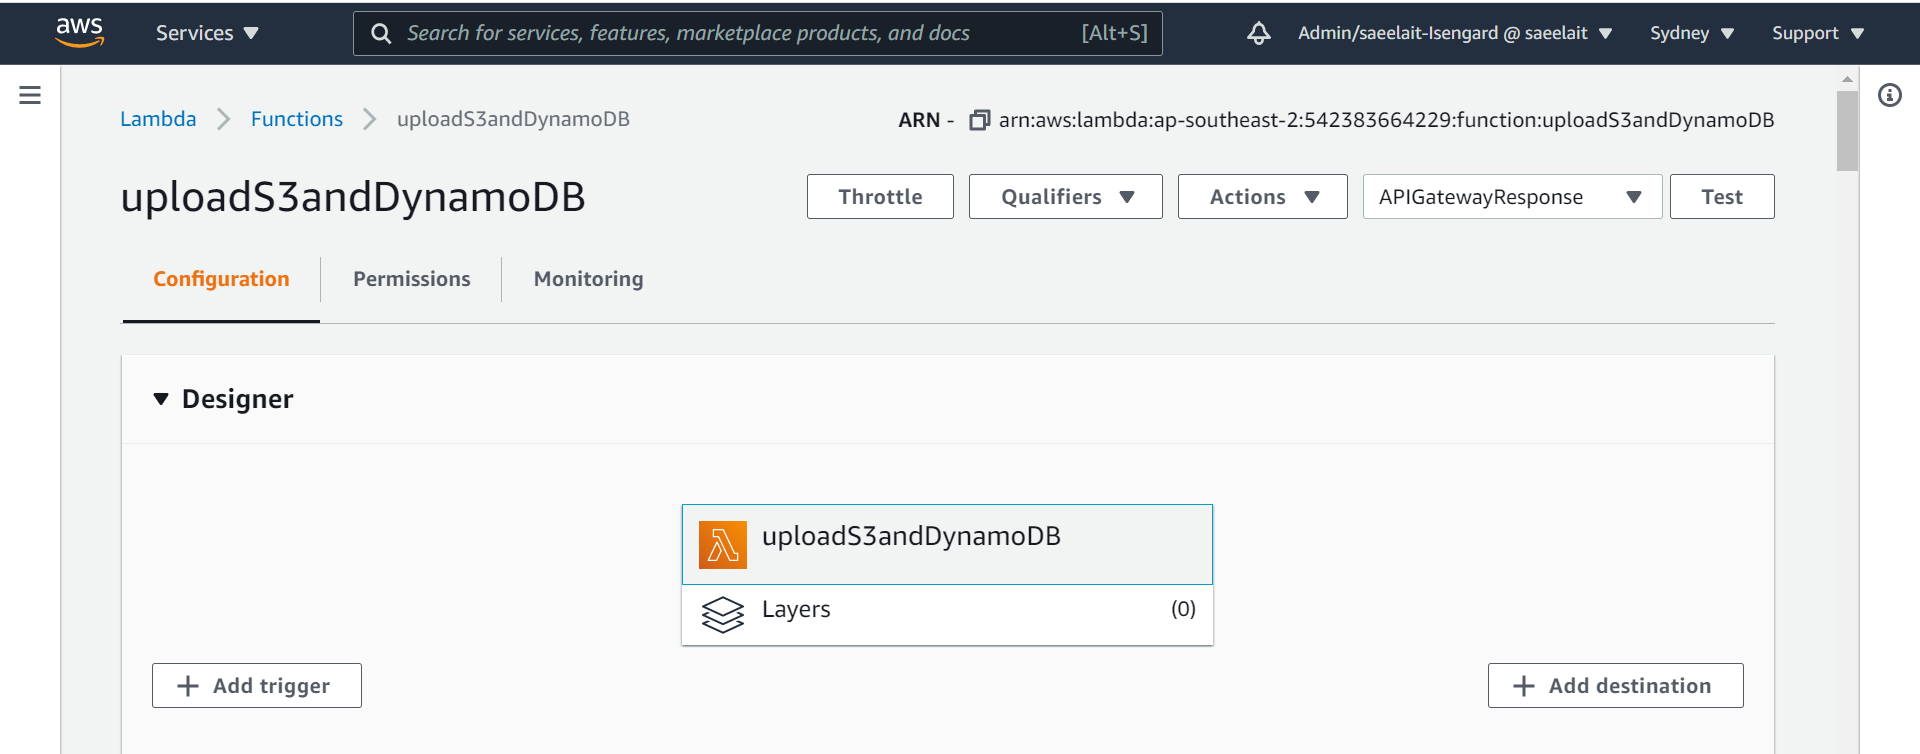 aws Services Search for services, features, marketplace products, and docs [Alt+S] Admin/saeelait-Isengard @ saeelait Sydney Support
Lambda Functions uploadS3andDynamoDB ARN - arn:aws:lambda:ap-southeast-2:542383664229:function:uploadS3andDynamoDB
uploadS3andDynamoDB Throttle Qualifiers Actions APIGatewayResponse Test
Configuration Permissions Monitoring
Designer
uploadS3andDynamoDB
Layers (0)
Add trigger Add destination